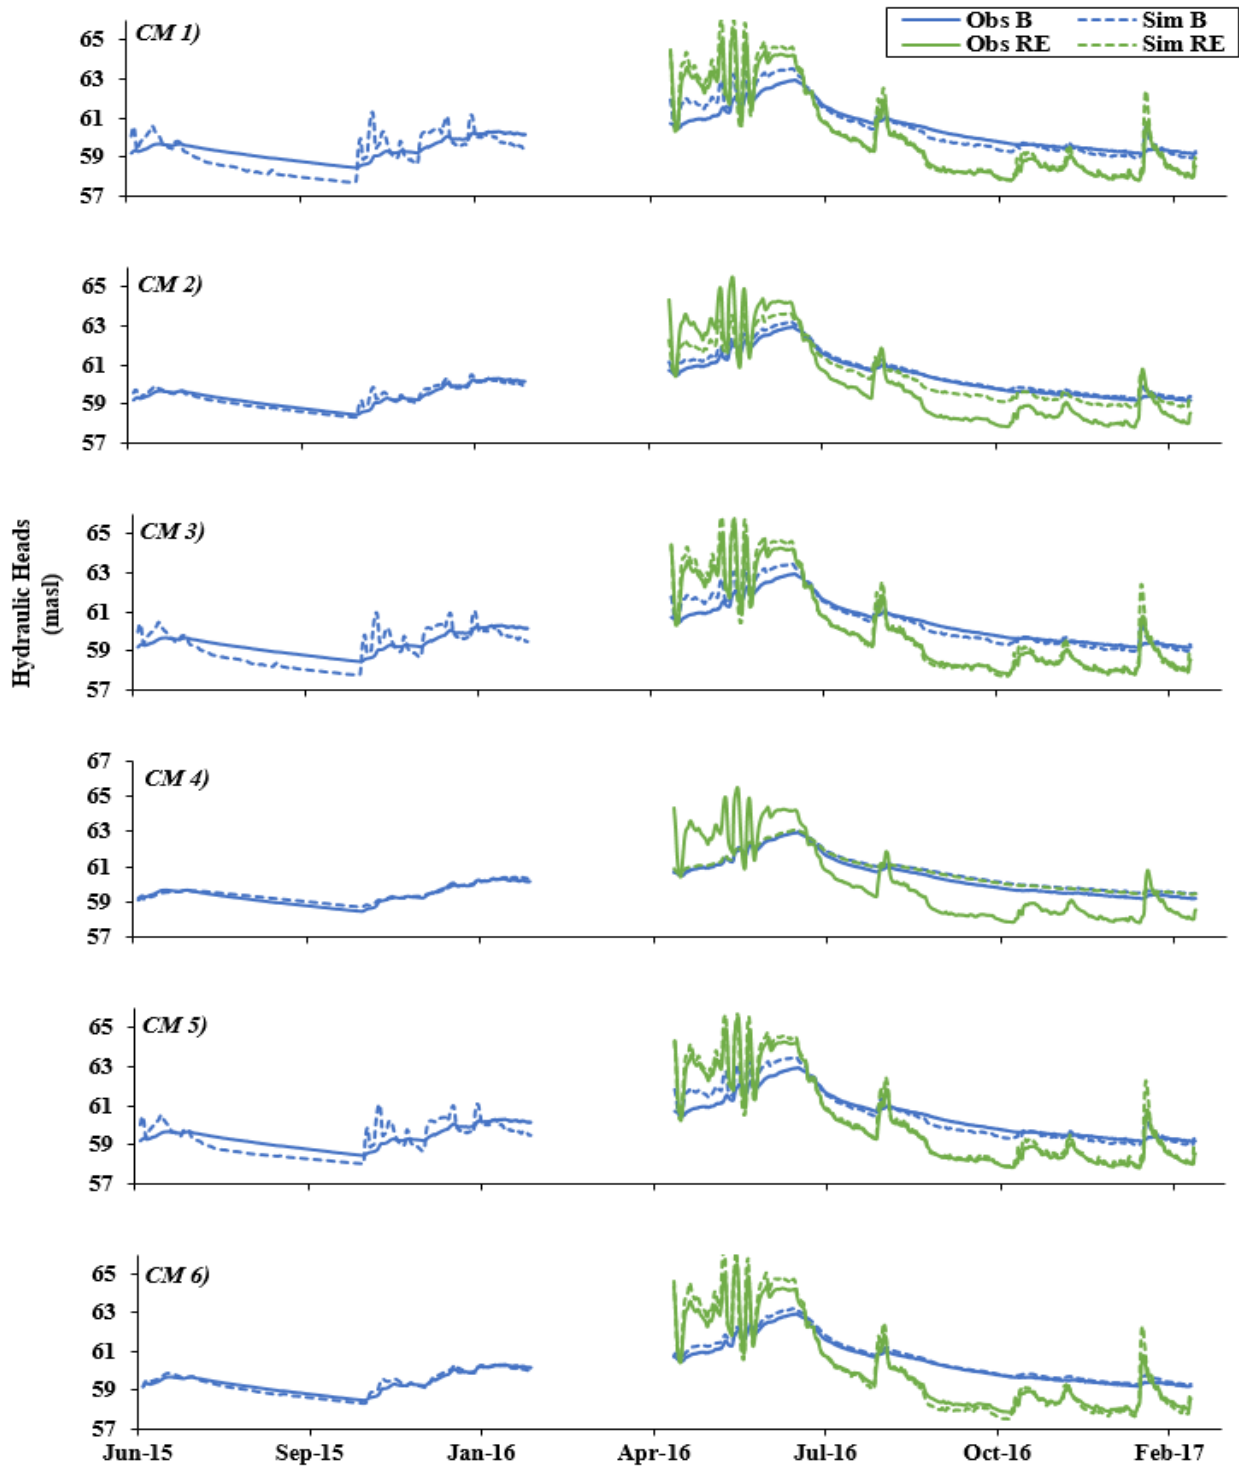 Obs B
Sim B
Obs RE
Sim RE
CM 1)
65
63
61
59
57
CM 2)
65
63
61
59
57
Hydraulic Heads
(masl)
CM 3)
65
63
61
59
57
CM 4)
67
65
63
61
59
57
CM 5)
65
63
61
59
57
CM 6)
65
63
61
59
57
Jun-15 Sep-15 Jan-16 Apr-16 Jul-16 Oct-16 Feb-17